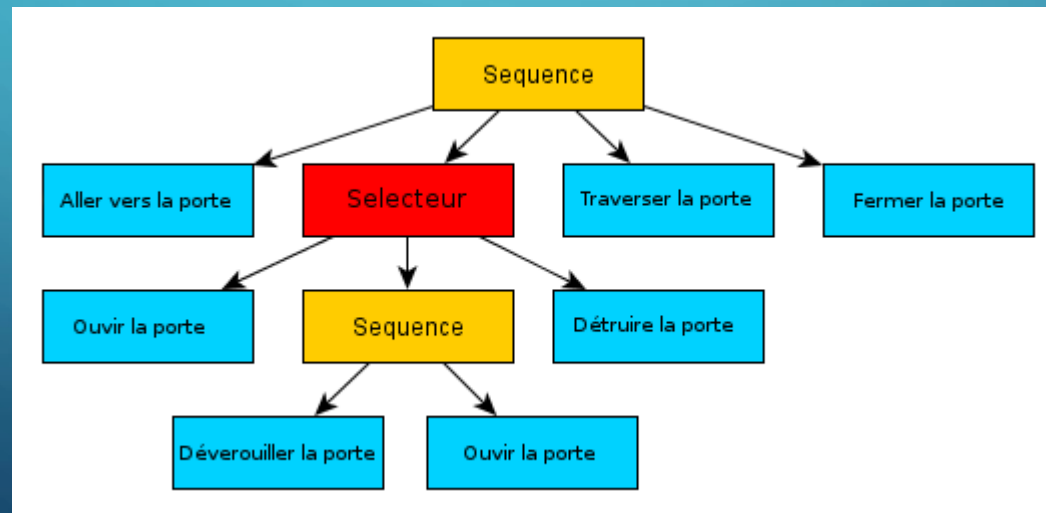 Sequence
Aller vers la porte
Selecteur
Traverser la porte
Fermer la porte
Ouvir la porte
Sequence
Détruire la porte
Déverouiller la porte
Ouvir la porte